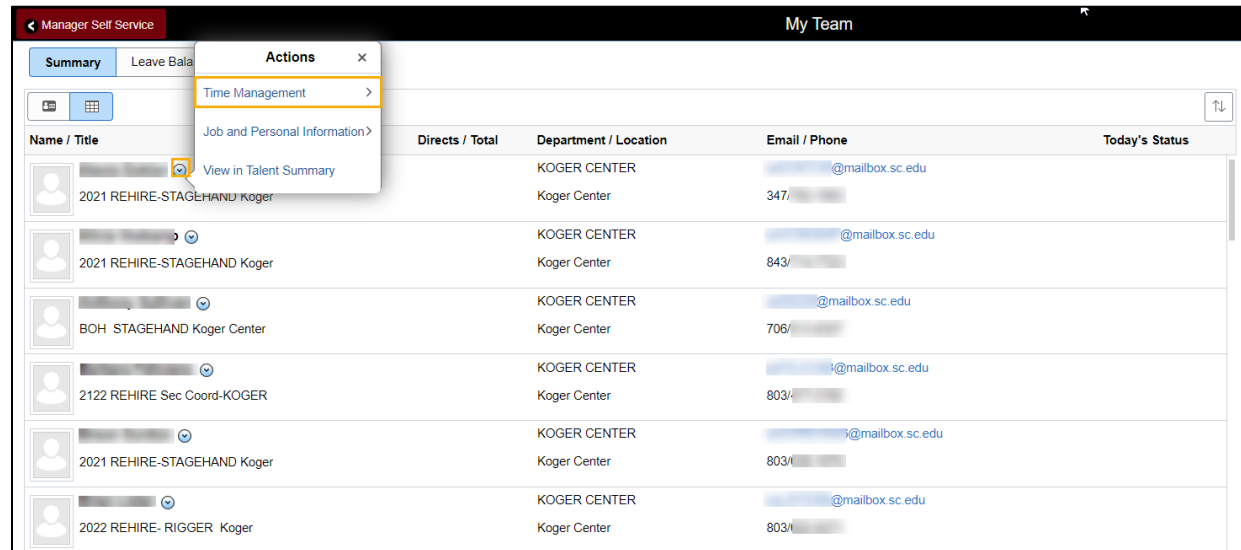 Manager Self Service
My Team
Summary
Leave Bala
Actions ×
Time Management
Job and Personal Information
View in Talent Summary
Name / Title Directs / Total Department / Location Email / Phone Today's Status
KOGER CENTER @mailbox.sc.edu
2021 REHIRE-STAGEHAND Koger Koger Center 347/
KOGER CENTER @mailbox.sc.edu
2021 REHIRE-STAGEHAND Koger Koger Center 843/
KOGER CENTER @mailbox.sc.edu
BOH STAGEHAND Koger Center Koger Center 706/
KOGER CENTER @mailbox.sc.edu
2122 REHIRE Sec Coord-KOGER Koger Center 803/
KOGER CENTER @mailbox.sc.edu
2021 REHIRE-STAGEHAND Koger Koger Center 803/
KOGER CENTER @mailbox.sc.edu
2022 REHIRE- RIGGER Koger Koger Center 803/